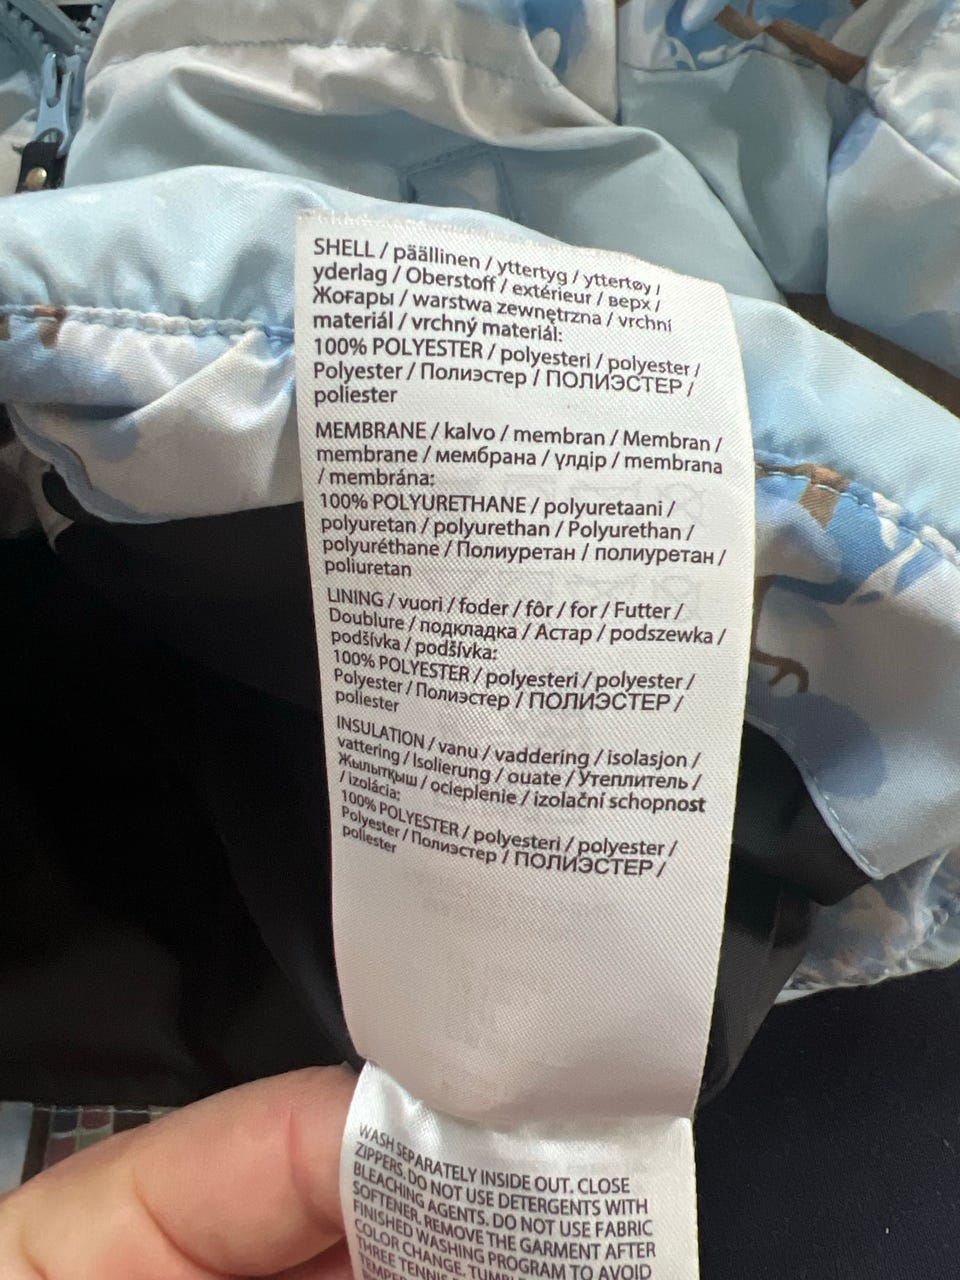 SHELL / päällinen / yttertyg / yttertøy /
yderlag / Oberstoff / extérieur / верх /
Жоғары / warstwa zewnętrzna / vrchní
materiál / vrchný materiál:
100% POLYESTER / polyesteri / polyester /
Polyester / Полиэстер / ПОЛИЭСТЕР /
poliester
MEMBRANE / kalvo / membran / Membran /
membrane / мембрана / үлдір / membrana
/ membrána:
100% POLYURETHANE / polyuretaani /
polyuretan / polyurethan / Polyurethan /
polyuréthane / Полиуретан / полиуретан /
poliuretan
LINING / vuori / foder / fôr / for / Futter /
Doublure / подкладка / Астар / podszewka /
podšívka / podšívka:
100% POLYESTER / polyesteri / polyester /
Polyester / Полиэстер / ПОЛИЭСТЕР /
poliester
INSULATION / vanu / vaddering / isolasjon /
vattering / Isolierung / ouate / Утеплитель /
Жылытқыш / ocieplenie / izolační schopnost
/ izolácia:
100% POLYESTER / polyesteri / polyester /
Polyester / Полиэстер / ПОЛИЭСТЕР /
poliester
WASH SEPARATELY INSIDE OUT. CLOSE
ZIPPERS. DO NOT USE DETERGENTS WITH
BLEACHING AGENTS. DO NOT USE FABRIC
SOFTENER. REMOVE THE GARMENT AFTER
FINISHED WASHING PROGRAM TO AVOID
COLOR CHANGE.
THREE TENNIS